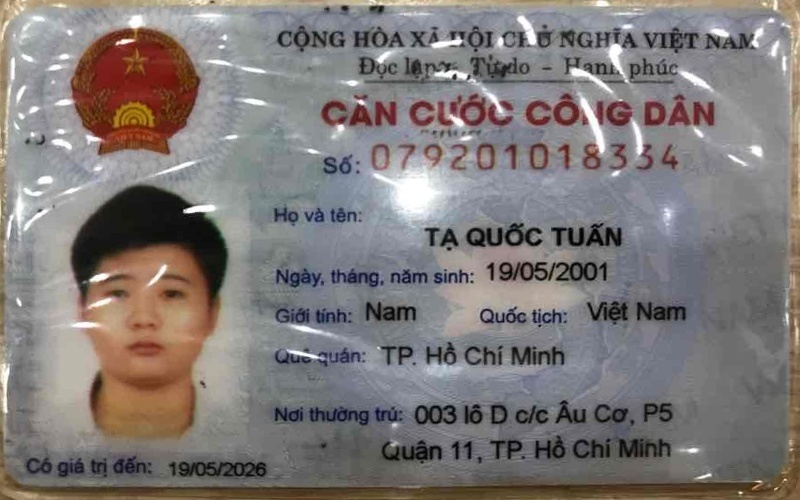 CỘNG HÒA XÃ HỘI CHỦ NGHĨA VIỆT NAM
Độc lập - Tự do - Hạnh phúc
CĂN CƯỚC CÔNG DÂN
Số: 079201018334
Họ và tên:
TẠ QUỐC TUẤN
Ngày, tháng, năm sinh: 19/05/2001
Giới tính: Nam Quốc tịch: Việt Nam
Quê quán: TP. Hồ Chí Minh
Nơi thường trú: 003 lô D c/c Âu Cơ, P5
Quận 11, TP. Hồ Chí Minh
Có giá trị đến: 19/05/2026